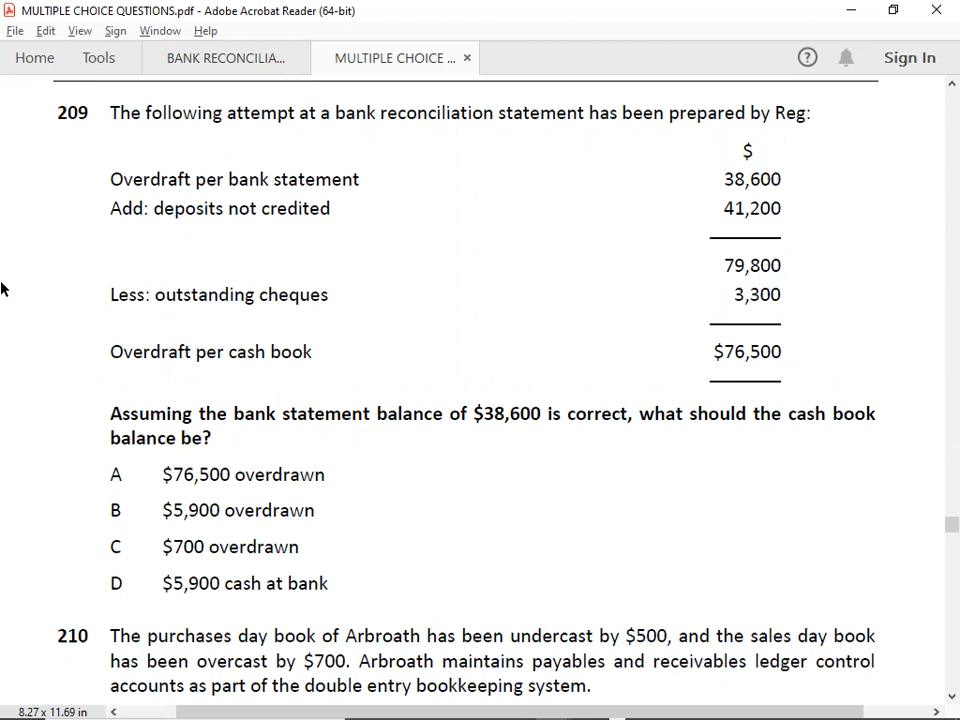 MULTIPLE CHOICE QUESTIONS.pdf - Adobe Acrobat Reader (64-bit)
File Edit View Sign Window Help
Home Tools BANK RECONCILIA... MULTIPLE CHOICE ... × ? Sign In
209 The following attempt at a bank reconciliation statement has been prepared by Reg:
$
Overdraft per bank statement 38,600
Add: deposits not credited 41,200
79,800
Less: outstanding cheques 3,300
Overdraft per cash book $76,500
Assuming the bank statement balance of $38,600 is correct, what should the cash book
balance be?
A $76,500 overdrawn
B $5,900 overdrawn
C $700 overdrawn
D $5,900 cash at bank
210 The purchases day book of Arbroath has been undercast by $500, and the sales day book
has been overcast by $700. Arbroath maintains payables and receivables ledger control
accounts as part of the double entry bookkeeping system.
8.27 x 11.69 in